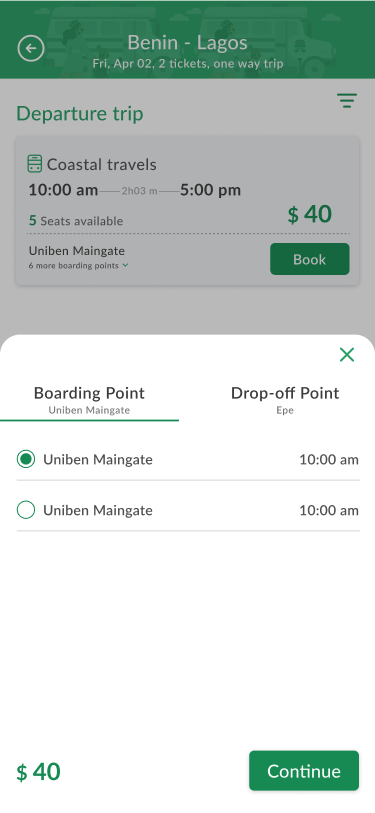 Benin - Lagos
Fri, Apr 02, 2 tickets, one way trip
Departure trip
Coastal travels
10:00 am 2h03 m 5:00 pm
5 Seats available $ 40
Uniben Maingate
6 more boarding points
Book
Boarding Point Drop-off Point
Uniben Maingate Epe
Uniben Maingate 10:00 am
Uniben Maingate 10:00 am
$ 40 Continue